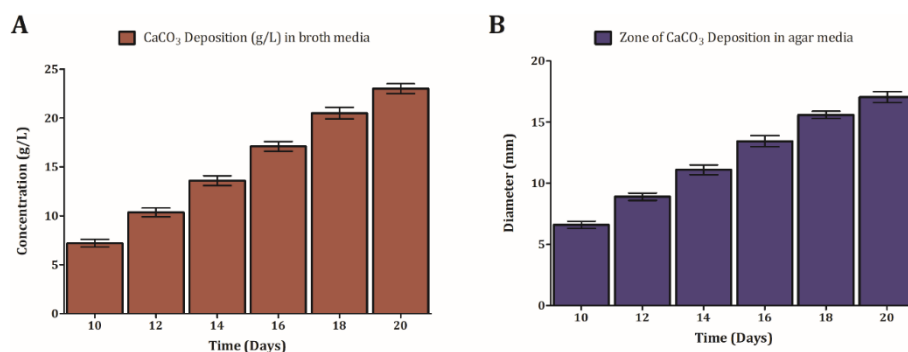 A
CaCO₃ Deposition (g/L) in broth media
Concentration (g/L)
25
20
15
10
5
0
10 12 14 16 18 20
Time (Days)
B
Zone of CaCO₃ Deposition in agar media
Diameter (mm)
20
15
10
5
0
10 12 14 16 18 20
Time (Days)